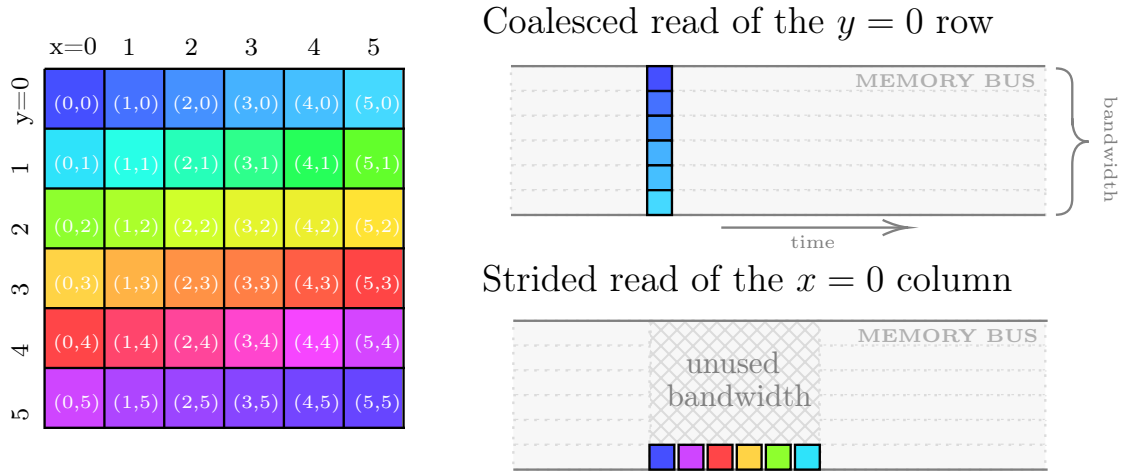 x=0 1 2 3 4 5
y=0 (0,0) (1,0) (2,0) (3,0) (4,0) (5,0)
1 (0,1) (1,1) (2,1) (3,1) (4,1) (5,1)
2 (0,2) (1,2) (2,2) (3,2) (4,2) (5,2)
3 (0,3) (1,3) (2,3) (3,3) (4,3) (5,3)
4 (0,4) (1,4) (2,4) (3,4) (4,4) (5,4)
5 (0,5) (1,5) (2,5) (3,5) (4,5) (5,5)
Coalesced read of the y = 0 row
MEMORY BUS
bandwidth
time
Strided read of the x = 0 column
MEMORY BUS
unused
bandwidth